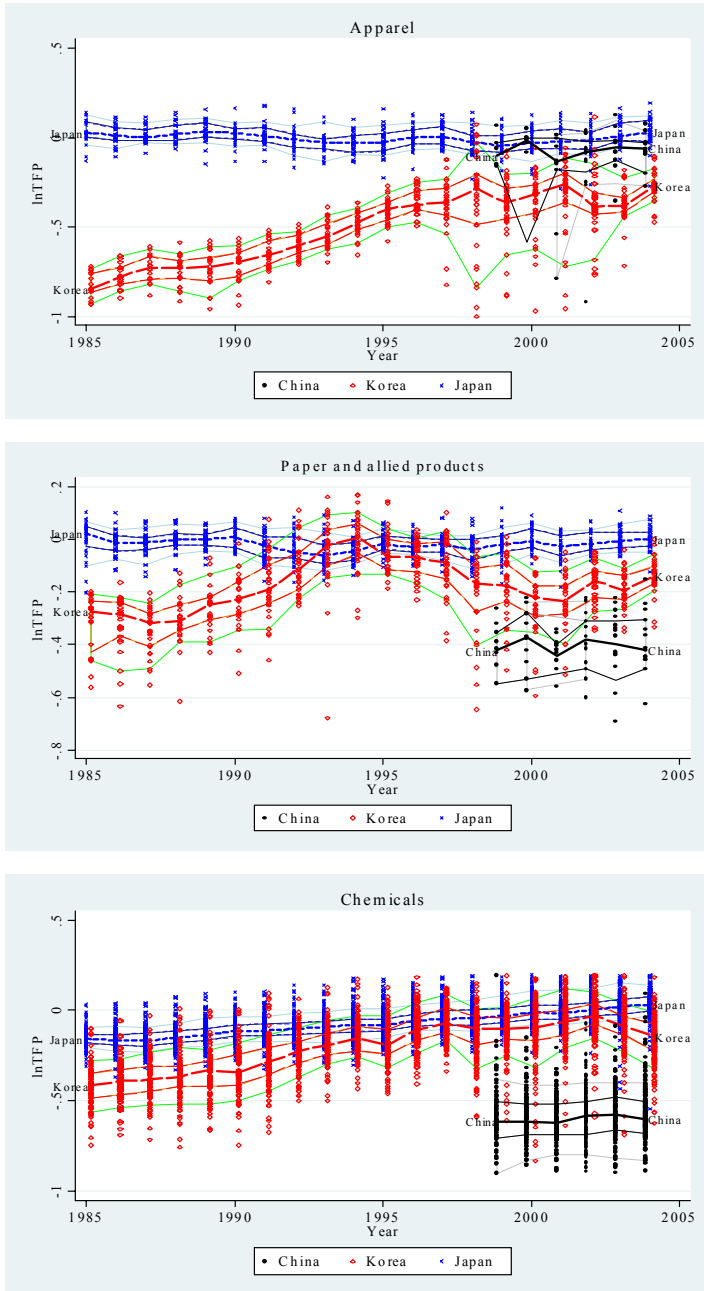 Apparel
.5
0
-.5
-1
lnTFP
Japan
Korea
China
Japan
China
Korea
1985 1990 1995 2000 2005
Year
China Korea Japan
Paper and allied products
.2
0
-.2
-.4
-.6
-.8
lnTFP
Japan
Korea
China
Japan
Korea
China
1985 1990 1995 2000 2005
Year
China Korea Japan
Chemicals
.5
0
-.5
-1
lnTFP
Japan
Korea
China
Japan
Korea
China
1985 1990 1995 2000 2005
Year
China Korea Japan